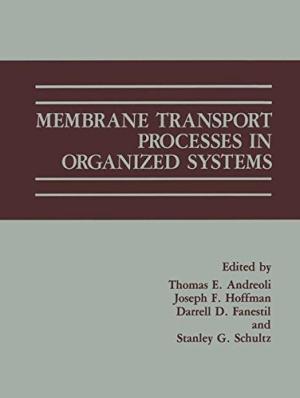 MEMBRANE TRANSPORT
PROCESSES IN
ORGANIZED SYSTEMS
Edited by
Thomas E. Andreoli
Joseph F. Hoffman
Darrell D. Fanestil
and
Stanley G. Schultz